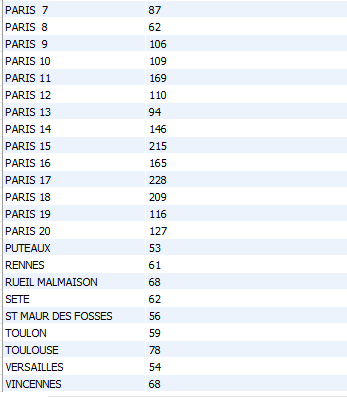 PARIS  7 87
PARIS  8 62
PARIS  9 106
PARIS 10 109
PARIS 11 169
PARIS 12 110
PARIS 13 94
PARIS 14 146
PARIS 15 215
PARIS 16 165
PARIS 17 228
PARIS 18 209
PARIS 19 116
PARIS 20 127
PUTEAUX 53
RENNES 61
RUEIL MALMAISON 68
SETE 62
ST MAUR DES FOSSES 56
TOULON 59
TOULOUSE 78
VERSAILLES 54
VINCENNES 68